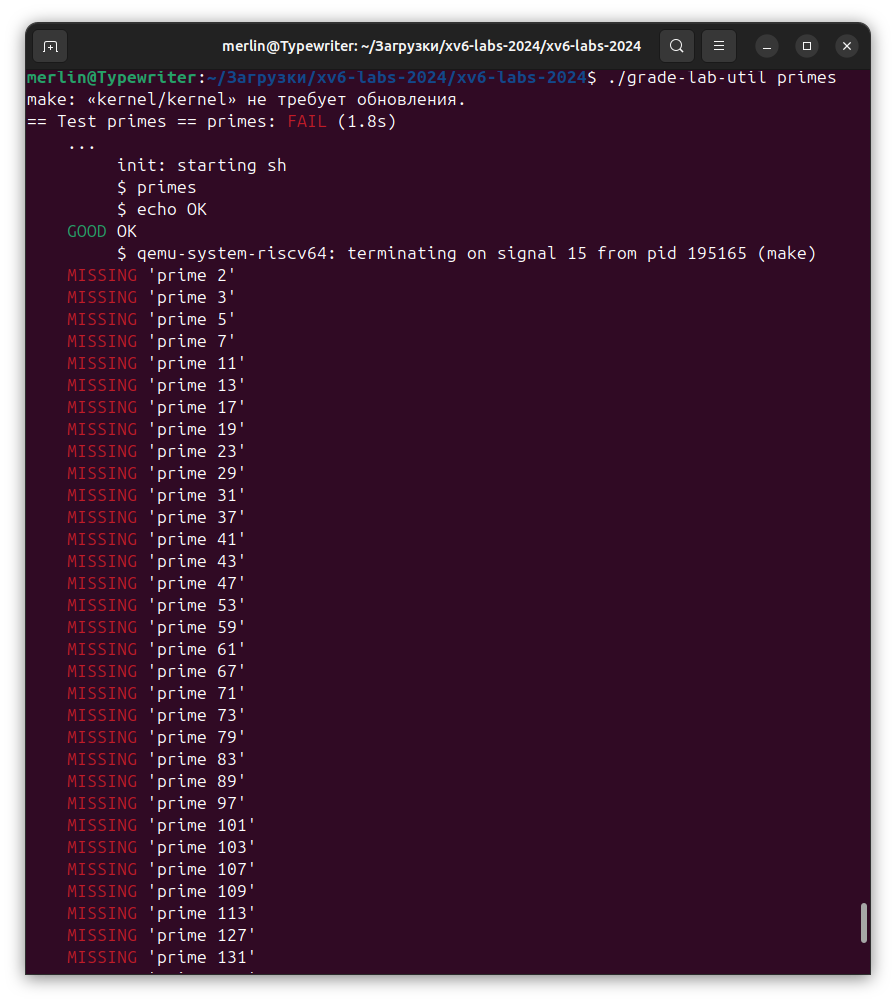 merlin@Typewriter: ~/Загрузки/xv6-labs-2024/xv6-labs-2024
merlin@Typewriter:~/Загрузки/xv6-labs-2024/xv6-labs-2024$ ./grade-lab-util primes
make: «kernel/kernel» не требует обновления.
== Test primes == primes: FAIL (1.8s)
...
init: starting sh
$ primes
$ echo OK
GOOD OK
$ qemu-system-riscv64: terminating on signal 15 from pid 195165 (make)
MISSING 'prime 2'
MISSING 'prime 3'
MISSING 'prime 5'
MISSING 'prime 7'
MISSING 'prime 11'
MISSING 'prime 13'
MISSING 'prime 17'
MISSING 'prime 19'
MISSING 'prime 23'
MISSING 'prime 29'
MISSING 'prime 31'
MISSING 'prime 37'
MISSING 'prime 41'
MISSING 'prime 43'
MISSING 'prime 47'
MISSING 'prime 53'
MISSING 'prime 59'
MISSING 'prime 61'
MISSING 'prime 67'
MISSING 'prime 71'
MISSING 'prime 73'
MISSING 'prime 79'
MISSING 'prime 83'
MISSING 'prime 89'
MISSING 'prime 97'
MISSING 'prime 101'
MISSING 'prime 103'
MISSING 'prime 107'
MISSING 'prime 109'
MISSING 'prime 113'
MISSING 'prime 127'
MISSING 'prime 131'